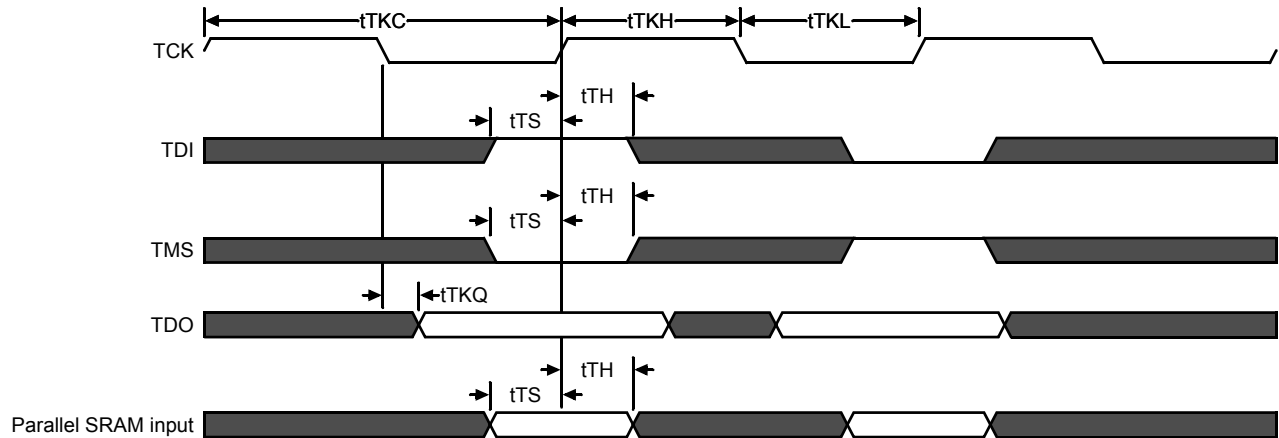 tTKC tTKH tTKL
TCK
tTH
tTS
TDI
tTH
tTS
TMS
tTKQ
TDO
tTH
tTS
Parallel SRAM input